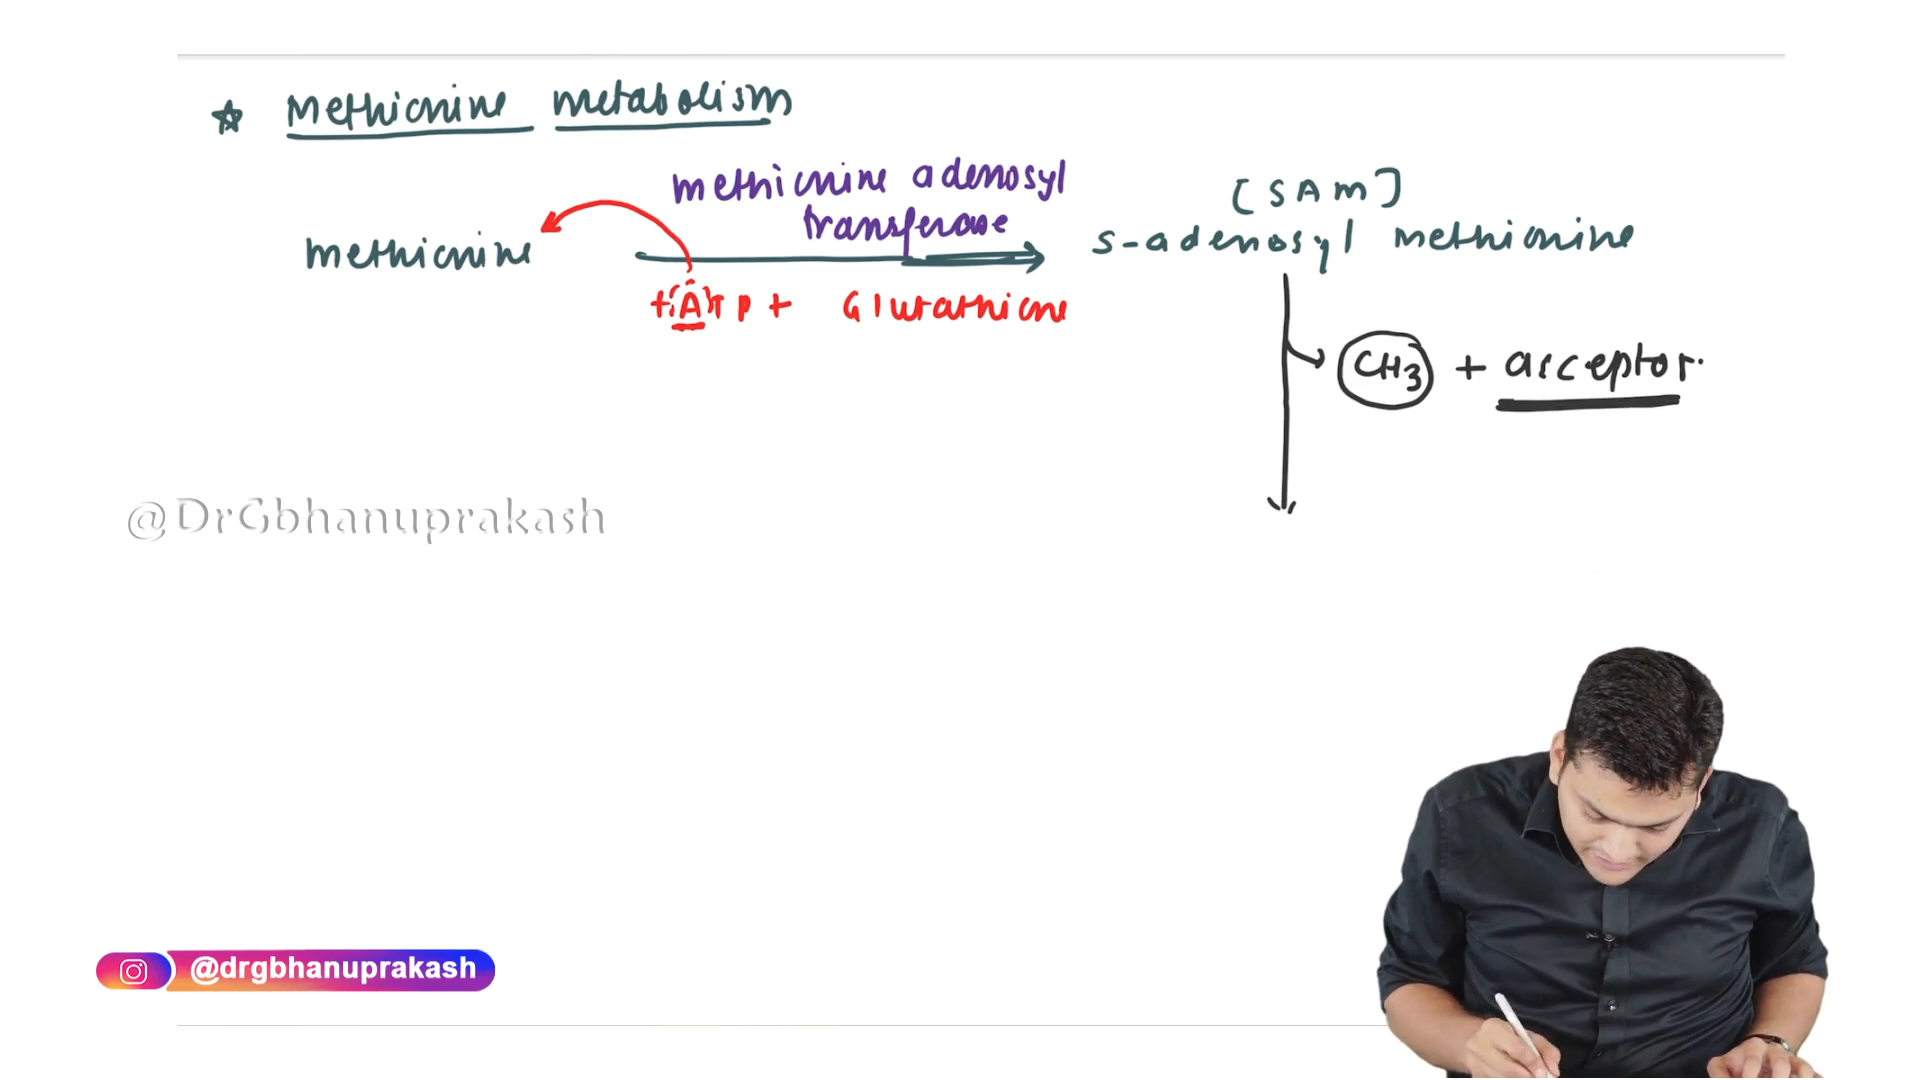 ☆ Methionine metabolism
methionine adenosyl
transferase
[SAM]
methionine
S-adenosyl methionine
+ATP + Glutathione
CH3 + acceptor.
@DrGbhanuprakash
@drgbhanuprakash